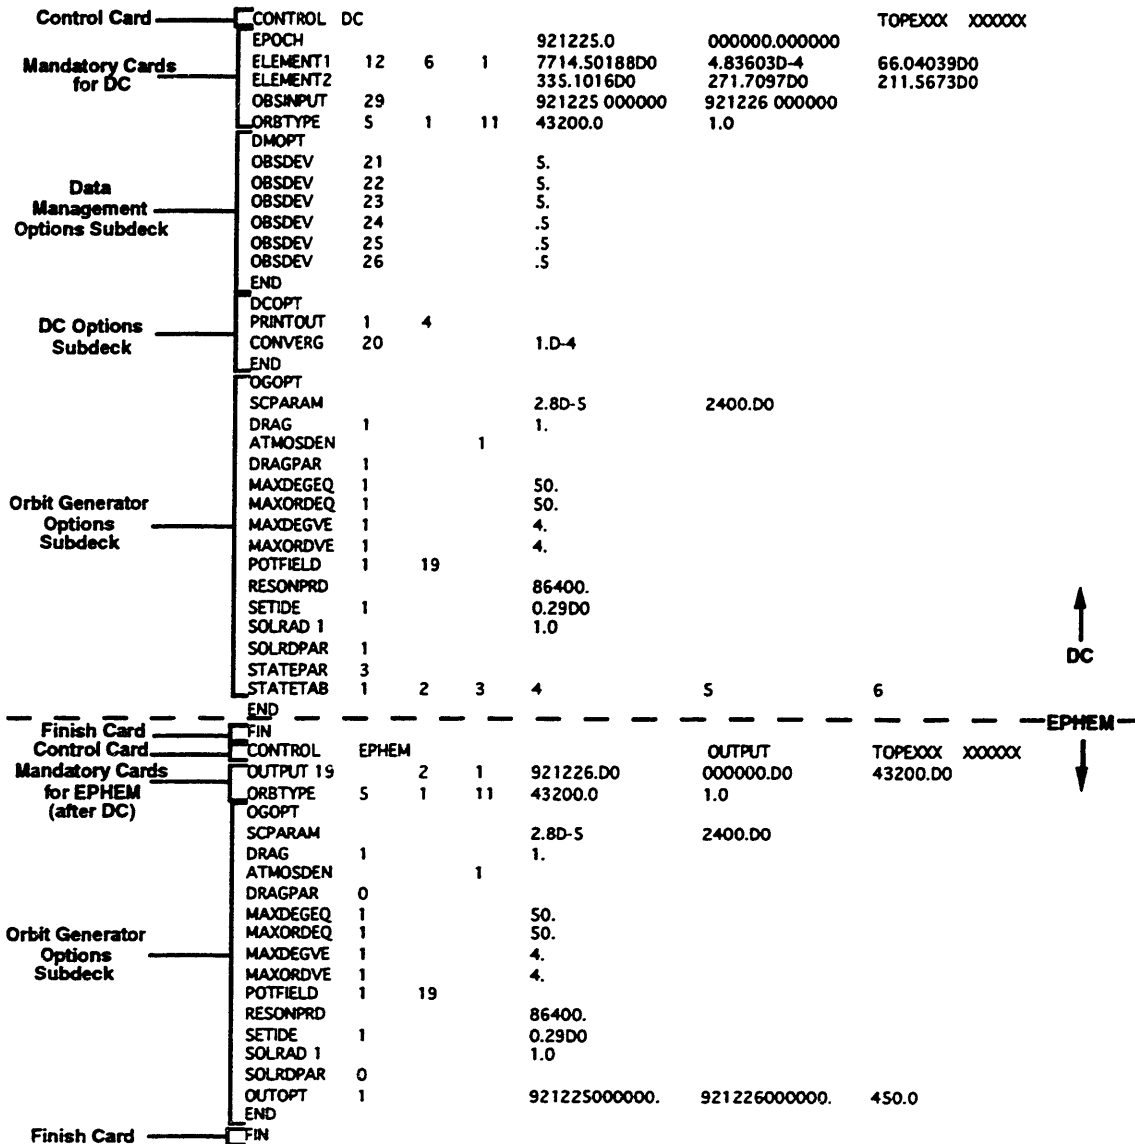 Control Card CONTROL DC TOPEXXX XXXXXX
EPOCH 921225.0 000000.000000
Mandatory Cards for DC
ELEMENT1 12 6 1 7714.50188D0 4.83603D-4 66.04039D0
ELEMENT2 335.1016D0 271.7097D0 211.5673D0
OBSINPUT 29 921225 000000 921226 000000
ORBTYPE 5 1 11 43200.0 1.0
Data Management Options Subdeck
DMOPT
OBSDEV 21 5.
OBSDEV 22 5.
OBSDEV 23 5.
OBSDEV 24 .5
OBSDEV 25 .5
OBSDEV 26 .5
END
DC Options Subdeck
DCOPT
PRINTOUT 1 4
CONVERG 20 1.D-4
END
Orbit Generator Options Subdeck
OGOPT
SCPARAM 2.8D-5 2400.D0
DRAG 1 1.
ATMOSDEN 1
DRAGPAR 1
MAXDEGEQ 1 50.
MAXORDEQ 1 50.
MAXDEGVE 1 4.
MAXORDVE 1 4.
POTFIELD 1 19
RESONPRD 86400.
SETIDE 1 0.29D0
SOLRAD 1 1.0
SOLRDPAR 1
STATEPAR 3
STATETAB 1 2 3 4 5 6
END
DC
EPHEM
Finish Card FIN
Control Card CONTROL EPHEM OUTPUT TOPEXXX XXXXXX
Mandatory Cards for EPHEM (after DC)
OUTPUT 19 2 1 921226.D0 000000.D0 43200.D0
ORBTYPE 5 1 11 43200.0 1.0
Orbit Generator Options Subdeck
OGOPT
SCPARAM 2.8D-5 2400.D0
DRAG 1 1.
ATMOSDEN 1
DRAGPAR 0
MAXDEGEQ 1 50.
MAXORDEQ 1 50.
MAXDEGVE 1 4.
MAXORDVE 1 4.
POTFIELD 1 19
RESONPRD 86400.
SETIDE 1 0.29D0
SOLRAD 1 1.0
SOLRDPAR 0
OUTOPT 1 921225000000. 921226000000. 450.0
END
Finish Card FIN